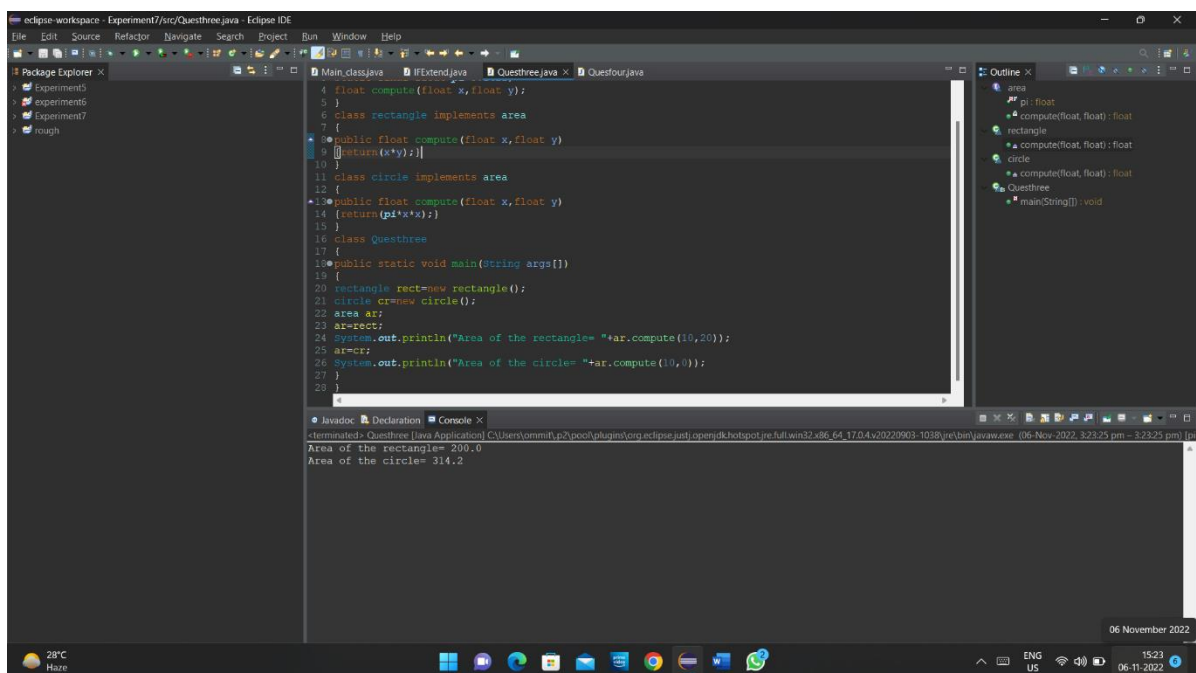 eclipse-workspace - Experiment7/src/Questhree.java - Eclipse IDE
File Edit Source Refactor Navigate Search Project Run Window Help
Package Explorer
Experiment5
experiment6
Experiment7
rough
Main_class.java IFExtend.java Questhree.java Quesfour.java
4 float compute(float x,float y);
5 }
6 class rectangle implements area
7 {
8 public float compute(float x,float y)
9 {return(x*y);}
10 }
11 class circle implements area
12 {
13 public float compute(float x,float y)
14 {return(pi*x*x);}
15 }
16 class Questhree
17 {
18 public static void main(String args[])
19 {
20 rectangle rect=new rectangle();
21 circle cr=new circle();
22 area ar;
23 ar=rect;
24 System.out.println("Area of the rectangle= "+ar.compute(10,20));
25 ar=cr;
26 System.out.println("Area of the circle= "+ar.compute(10,0));
27 }
28 }
Outline
area
pi : float
compute(float, float) : float
rectangle
compute(float, float) : float
circle
compute(float, float) : float
Questhree
main(String[]) : void
Javadoc Declaration Console
<terminated> Questhree [Java Application] C:\Users\ommit\.p2\pool\plugins\org.eclipse.justj.openjdk.hotspot.jre.full.win32.x86_64_17.0.4.v20220903-1038\jre\bin\javaw.exe (06-Nov-2022, 3:23:25 pm – 3:23:25 pm) [pi
Area of the rectangle= 200.0
Area of the circle= 314.2
06 November 2022
28°C
Haze
ENG
US
15:23
06-11-2022
6